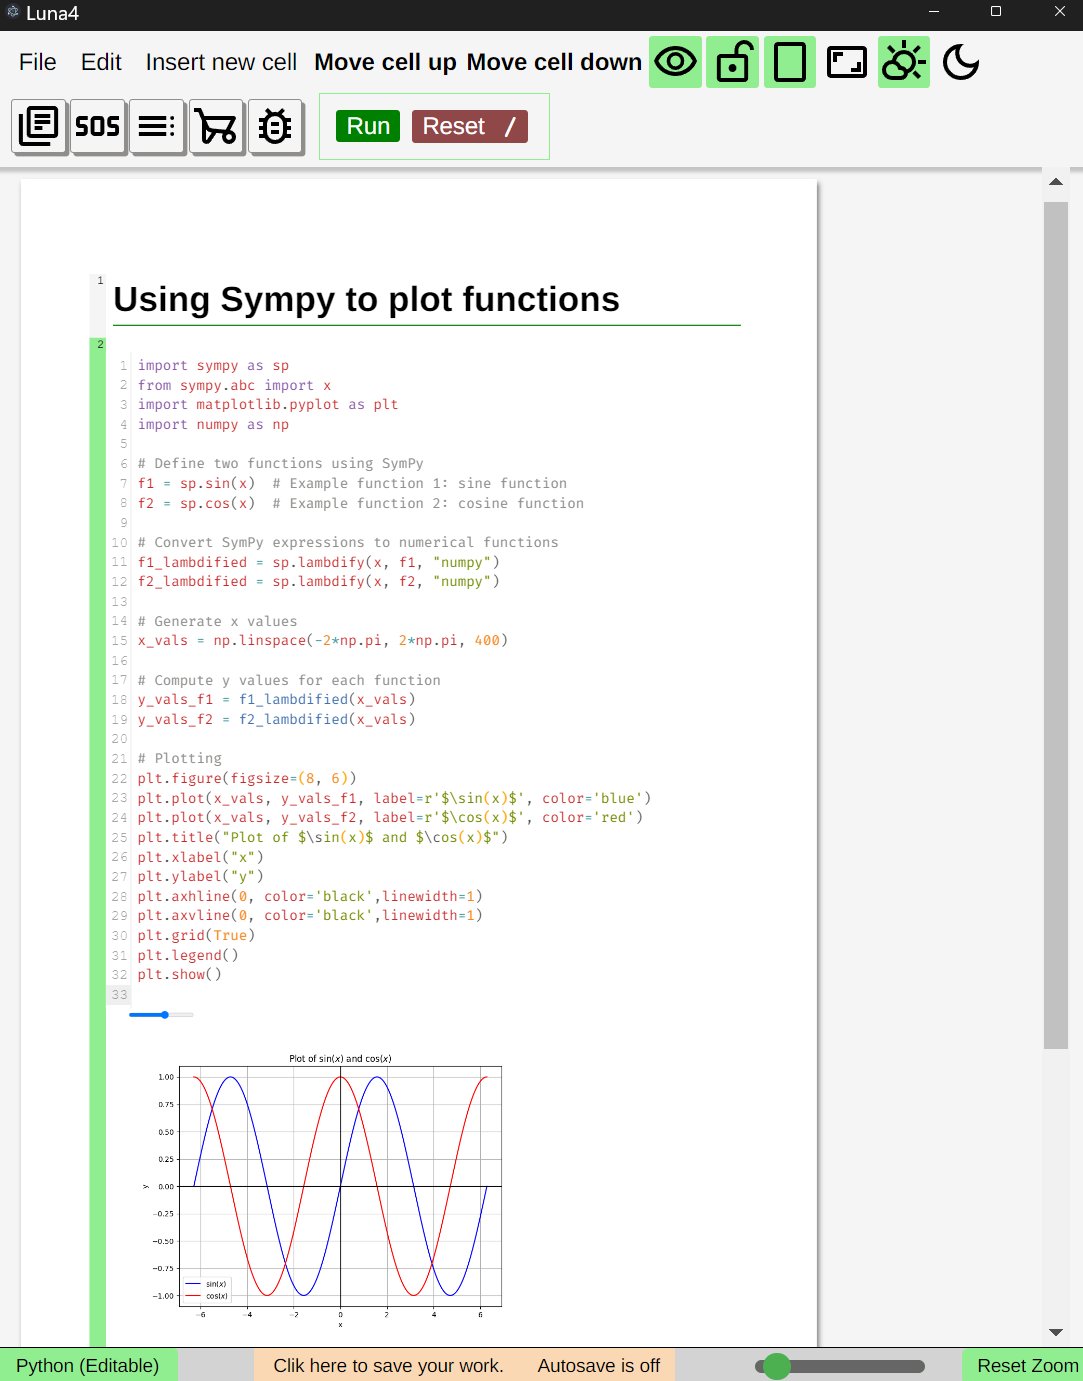 Luna4
File Edit Insert new cell Move cell up Move cell down
SOS Run Reset /
1
Using Sympy to plot functions
2
1 import sympy as sp
2 from sympy.abc import x
3 import matplotlib.pyplot as plt
4 import numpy as np
5
6 # Define two functions using SymPy
7 f1 = sp.sin(x)  # Example function 1: sine function
8 f2 = sp.cos(x)  # Example function 2: cosine function
9
10 # Convert SymPy expressions to numerical functions
11 f1_lambdified = sp.lambdify(x, f1, "numpy")
12 f2_lambdified = sp.lambdify(x, f2, "numpy")
13
14 # Generate x values
15 x_vals = np.linspace(-2*np.pi, 2*np.pi, 400)
16
17 # Compute y values for each function
18 y_vals_f1 = f1_lambdified(x_vals)
19 y_vals_f2 = f2_lambdified(x_vals)
20
21 # Plotting
22 plt.figure(figsize=(8, 6))
23 plt.plot(x_vals, y_vals_f1, label=r'$\sin(x)$', color='blue')
24 plt.plot(x_vals, y_vals_f2, label=r'$\cos(x)$', color='red')
25 plt.title("Plot of $\sin(x)$ and $\cos(x)$")
26 plt.xlabel("x")
27 plt.ylabel("y")
28 plt.axhline(0, color='black',linewidth=1)
29 plt.axvline(0, color='black',linewidth=1)
30 plt.grid(True)
31 plt.legend()
32 plt.show()
33
Plot of sin(x) and cos(x)
1.00
0.75
0.50
0.25
y 0.00
−0.25
−0.50
−0.75
sin(x)
−1.00 cos(x)
−6 −4 −2 0 2 4 6
x
Python (Editable) Clik here to save your work. Autosave is off Reset Zoom